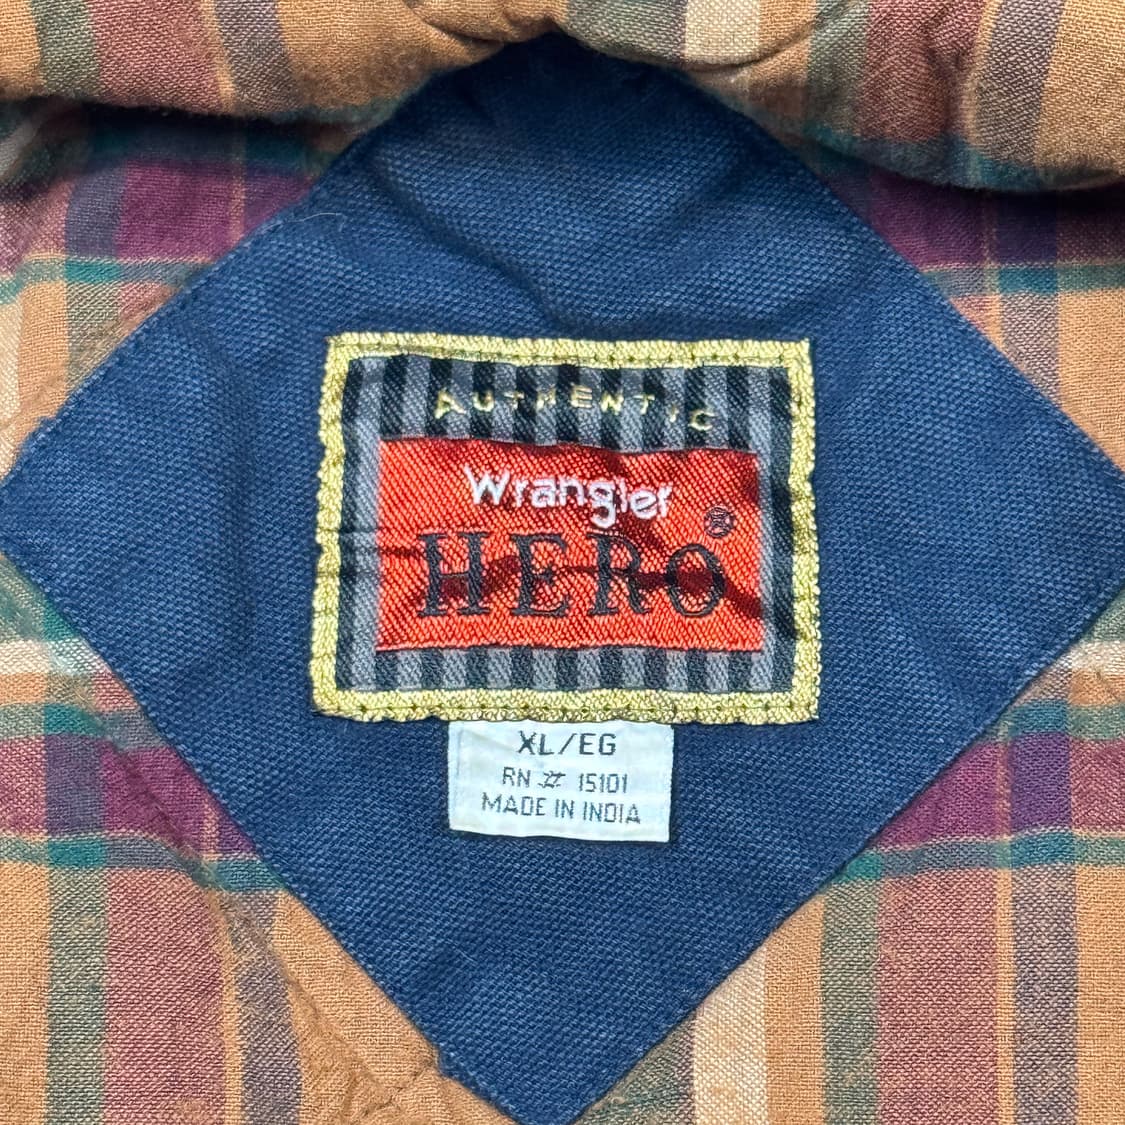 AUTHENTIC
Wrangler
HERO®
XL/EG
RN # 15101
MADE IN INDIA